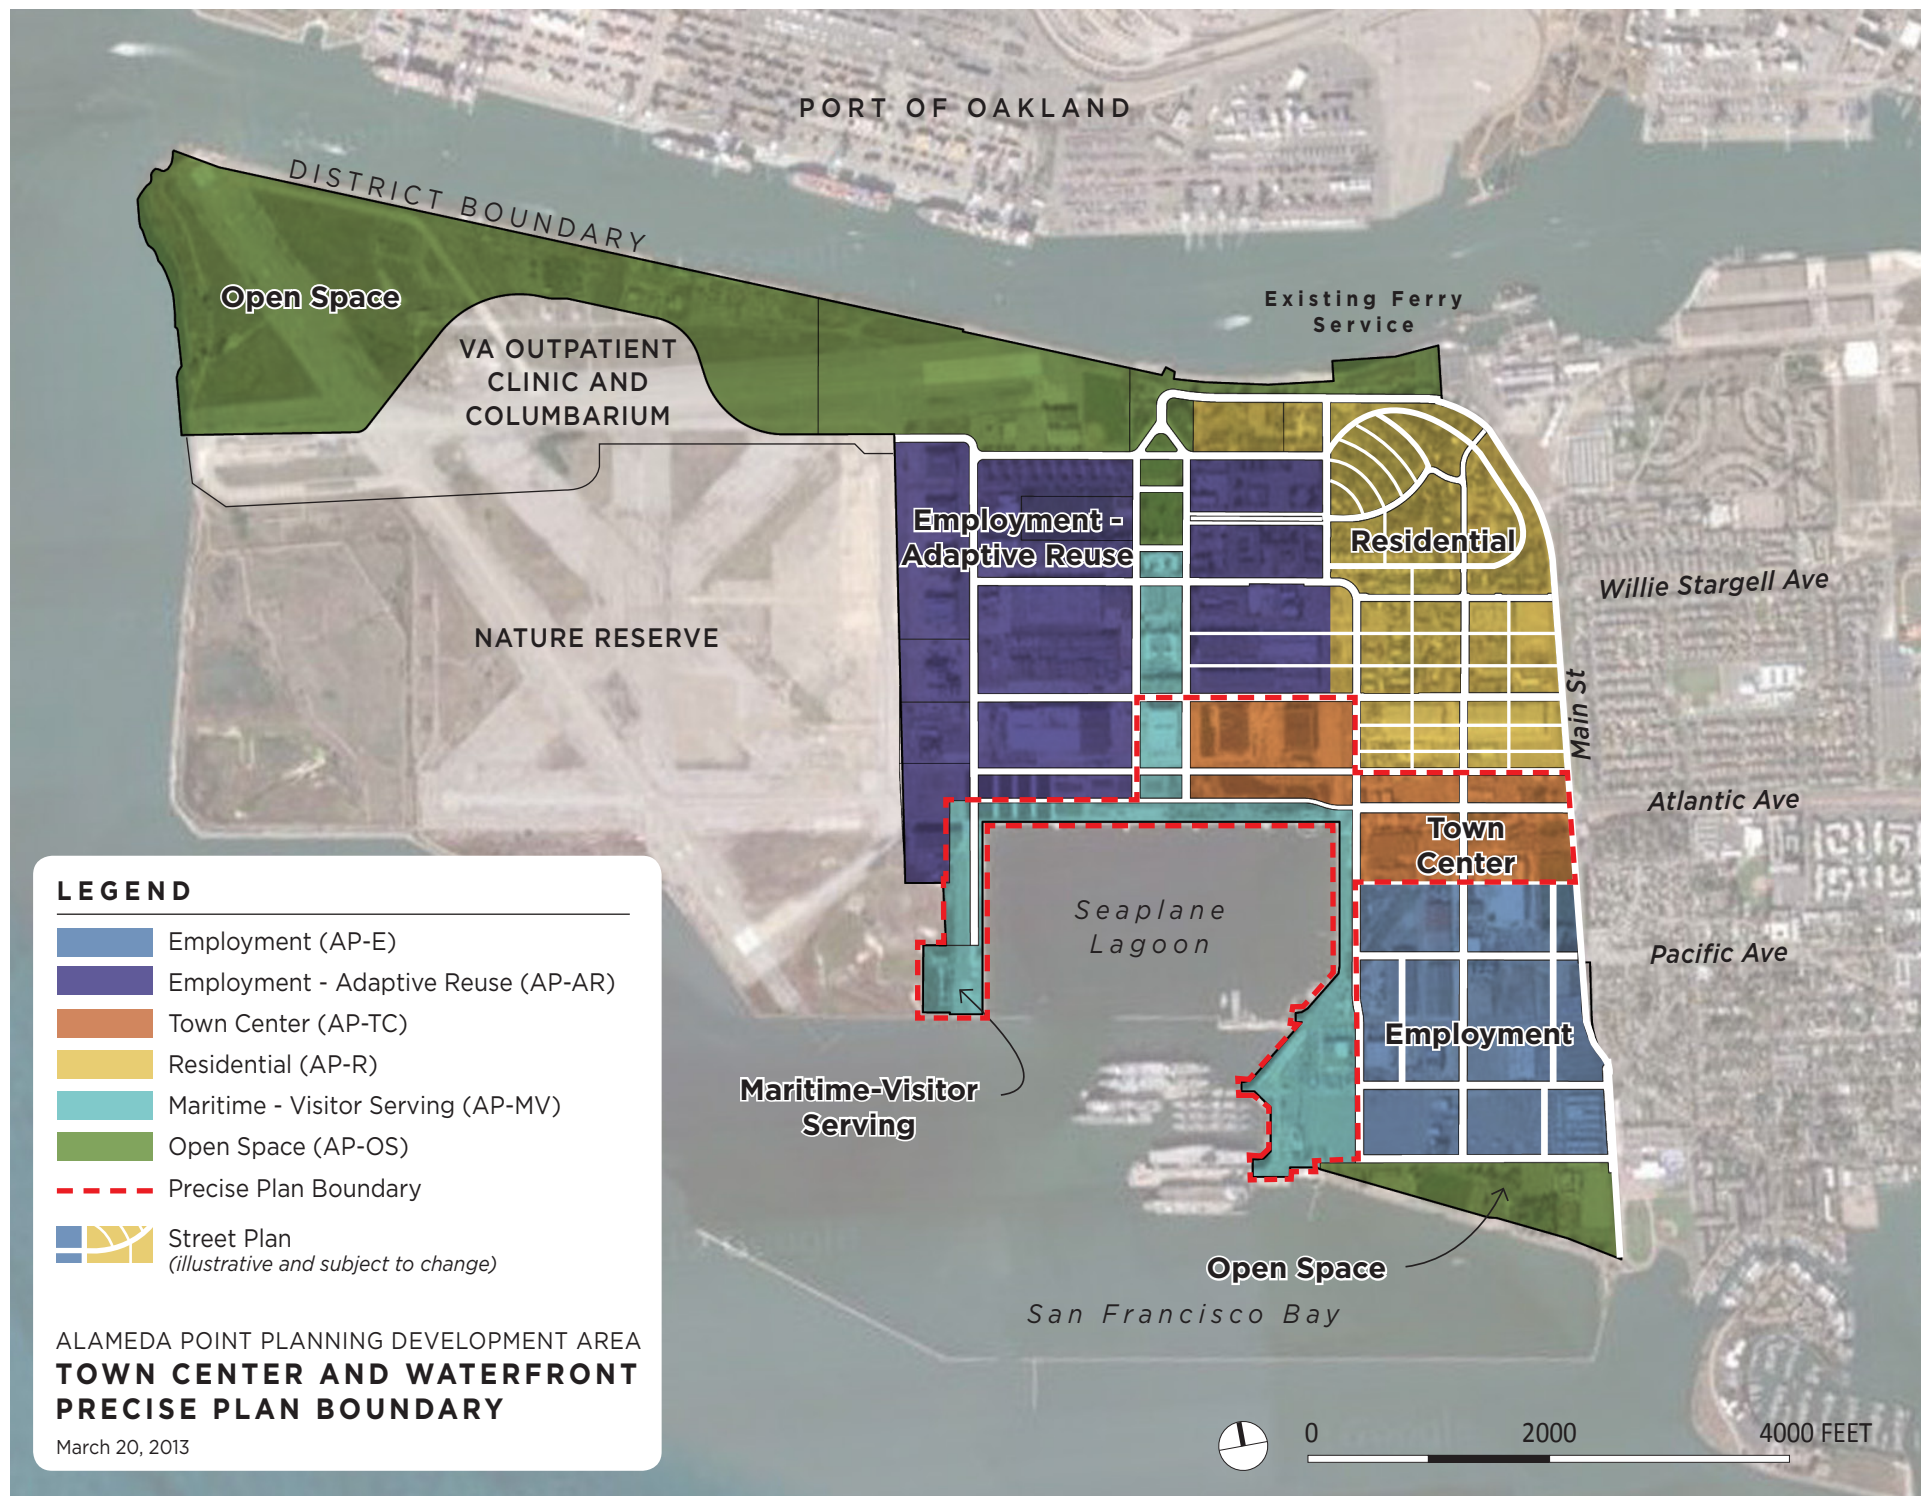 PORT OF OAKLAND
DISTRICT BOUNDARY
Open Space
Existing Ferry
Service
VA OUTPATIENT
CLINIC AND
COLUMBARIUM
Employment -
Adaptive Reuse
Residential
Willie Stargell Ave
NATURE RESERVE
Main St
Atlantic Ave
Town
Center
Seaplane
Lagoon
Pacific Ave
Employment
Maritime-Visitor
Serving
Open Space
San Francisco Bay
LEGEND
Employment (AP-E)
Employment - Adaptive Reuse (AP-AR)
Town Center (AP-TC)
Residential (AP-R)
Maritime - Visitor Serving (AP-MV)
Open Space (AP-OS)
Precise Plan Boundary
Street Plan
(illustrative and subject to change)
ALAMEDA POINT PLANNING DEVELOPMENT AREA
TOWN CENTER AND WATERFRONT
PRECISE PLAN BOUNDARY
March 20, 2013
0 2000 4000 FEET